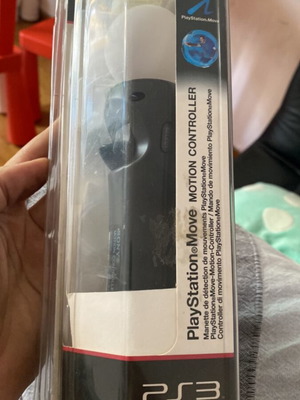 PlayStation®Move
PlayStation®Move MOTION CONTROLLER
Manette de détection de mouvements PlayStation®Move
PlayStation®Move-Motion-Controller / Mando de movimiento PlayStation®Move
Controller di movimento PlayStation®Move
PS3